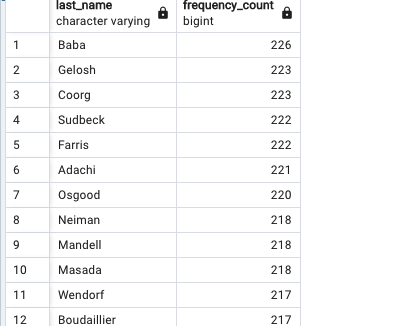 last_name frequency_count
character varying bigint
1 Baba 226
2 Gelosh 223
3 Coorg 223
4 Sudbeck 222
5 Farris 222
6 Adachi 221
7 Osgood 220
8 Neiman 218
9 Mandell 218
10 Masada 218
11 Wendorf 217
12 Boudaillier 217